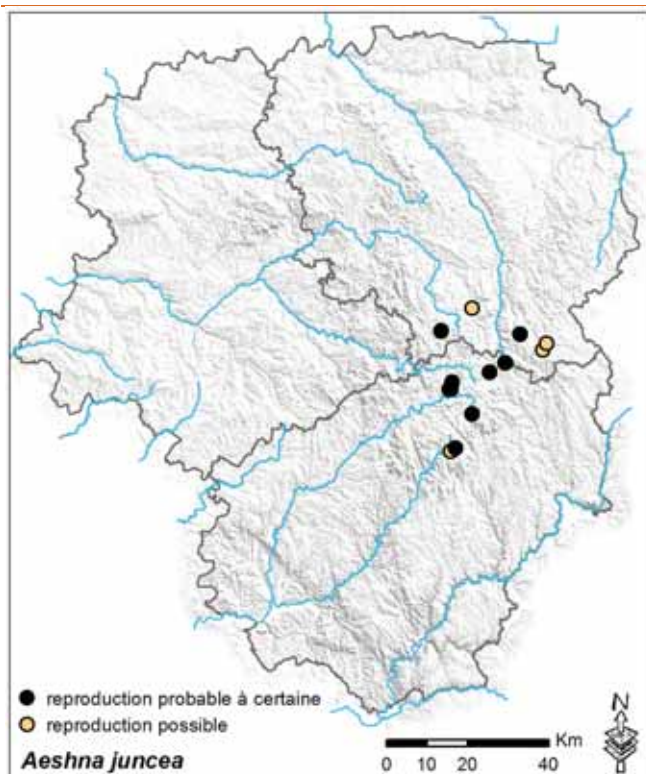 N
reproduction probable à certaine
reproduction possible
Km
Aeshna juncea
0 10 20 40